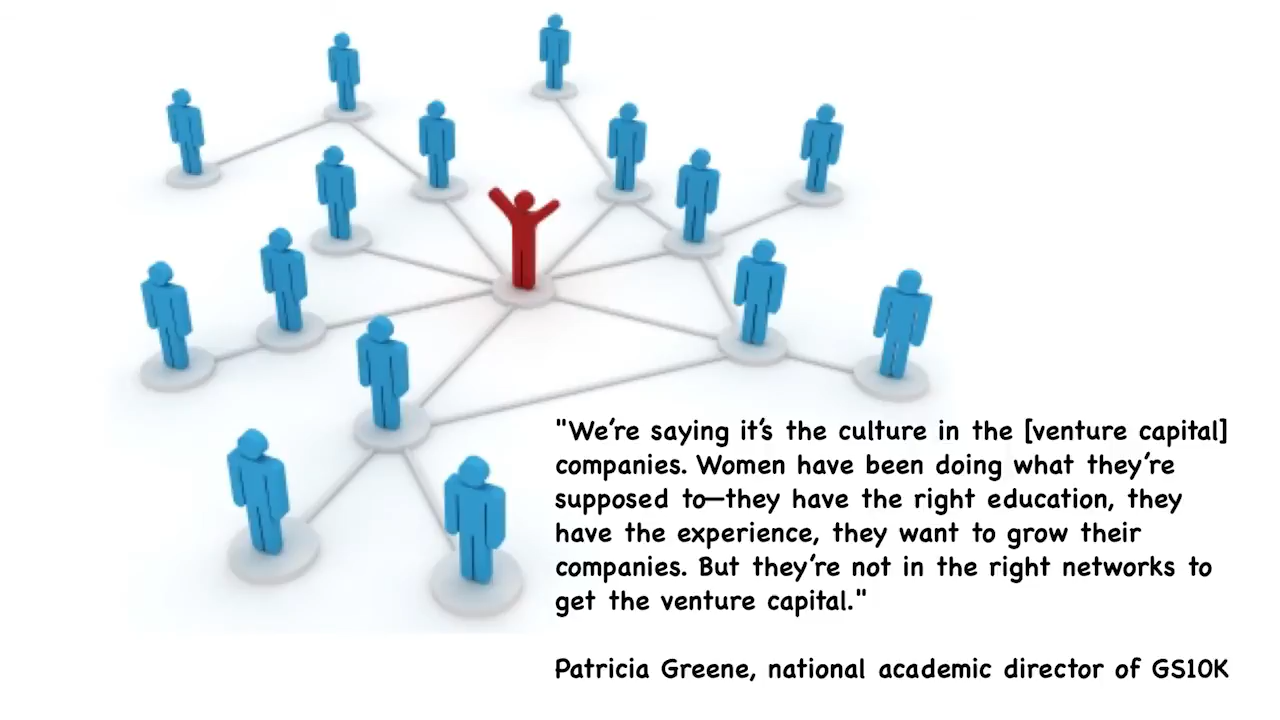 "We're saying it's the culture in the [venture capital]
companies. Women have been doing what they're
supposed to—they have the right education, they
have the experience, they want to grow their
companies. But they're not in the right networks to
get the venture capital."
Patricia Greene, national academic director of GS10K